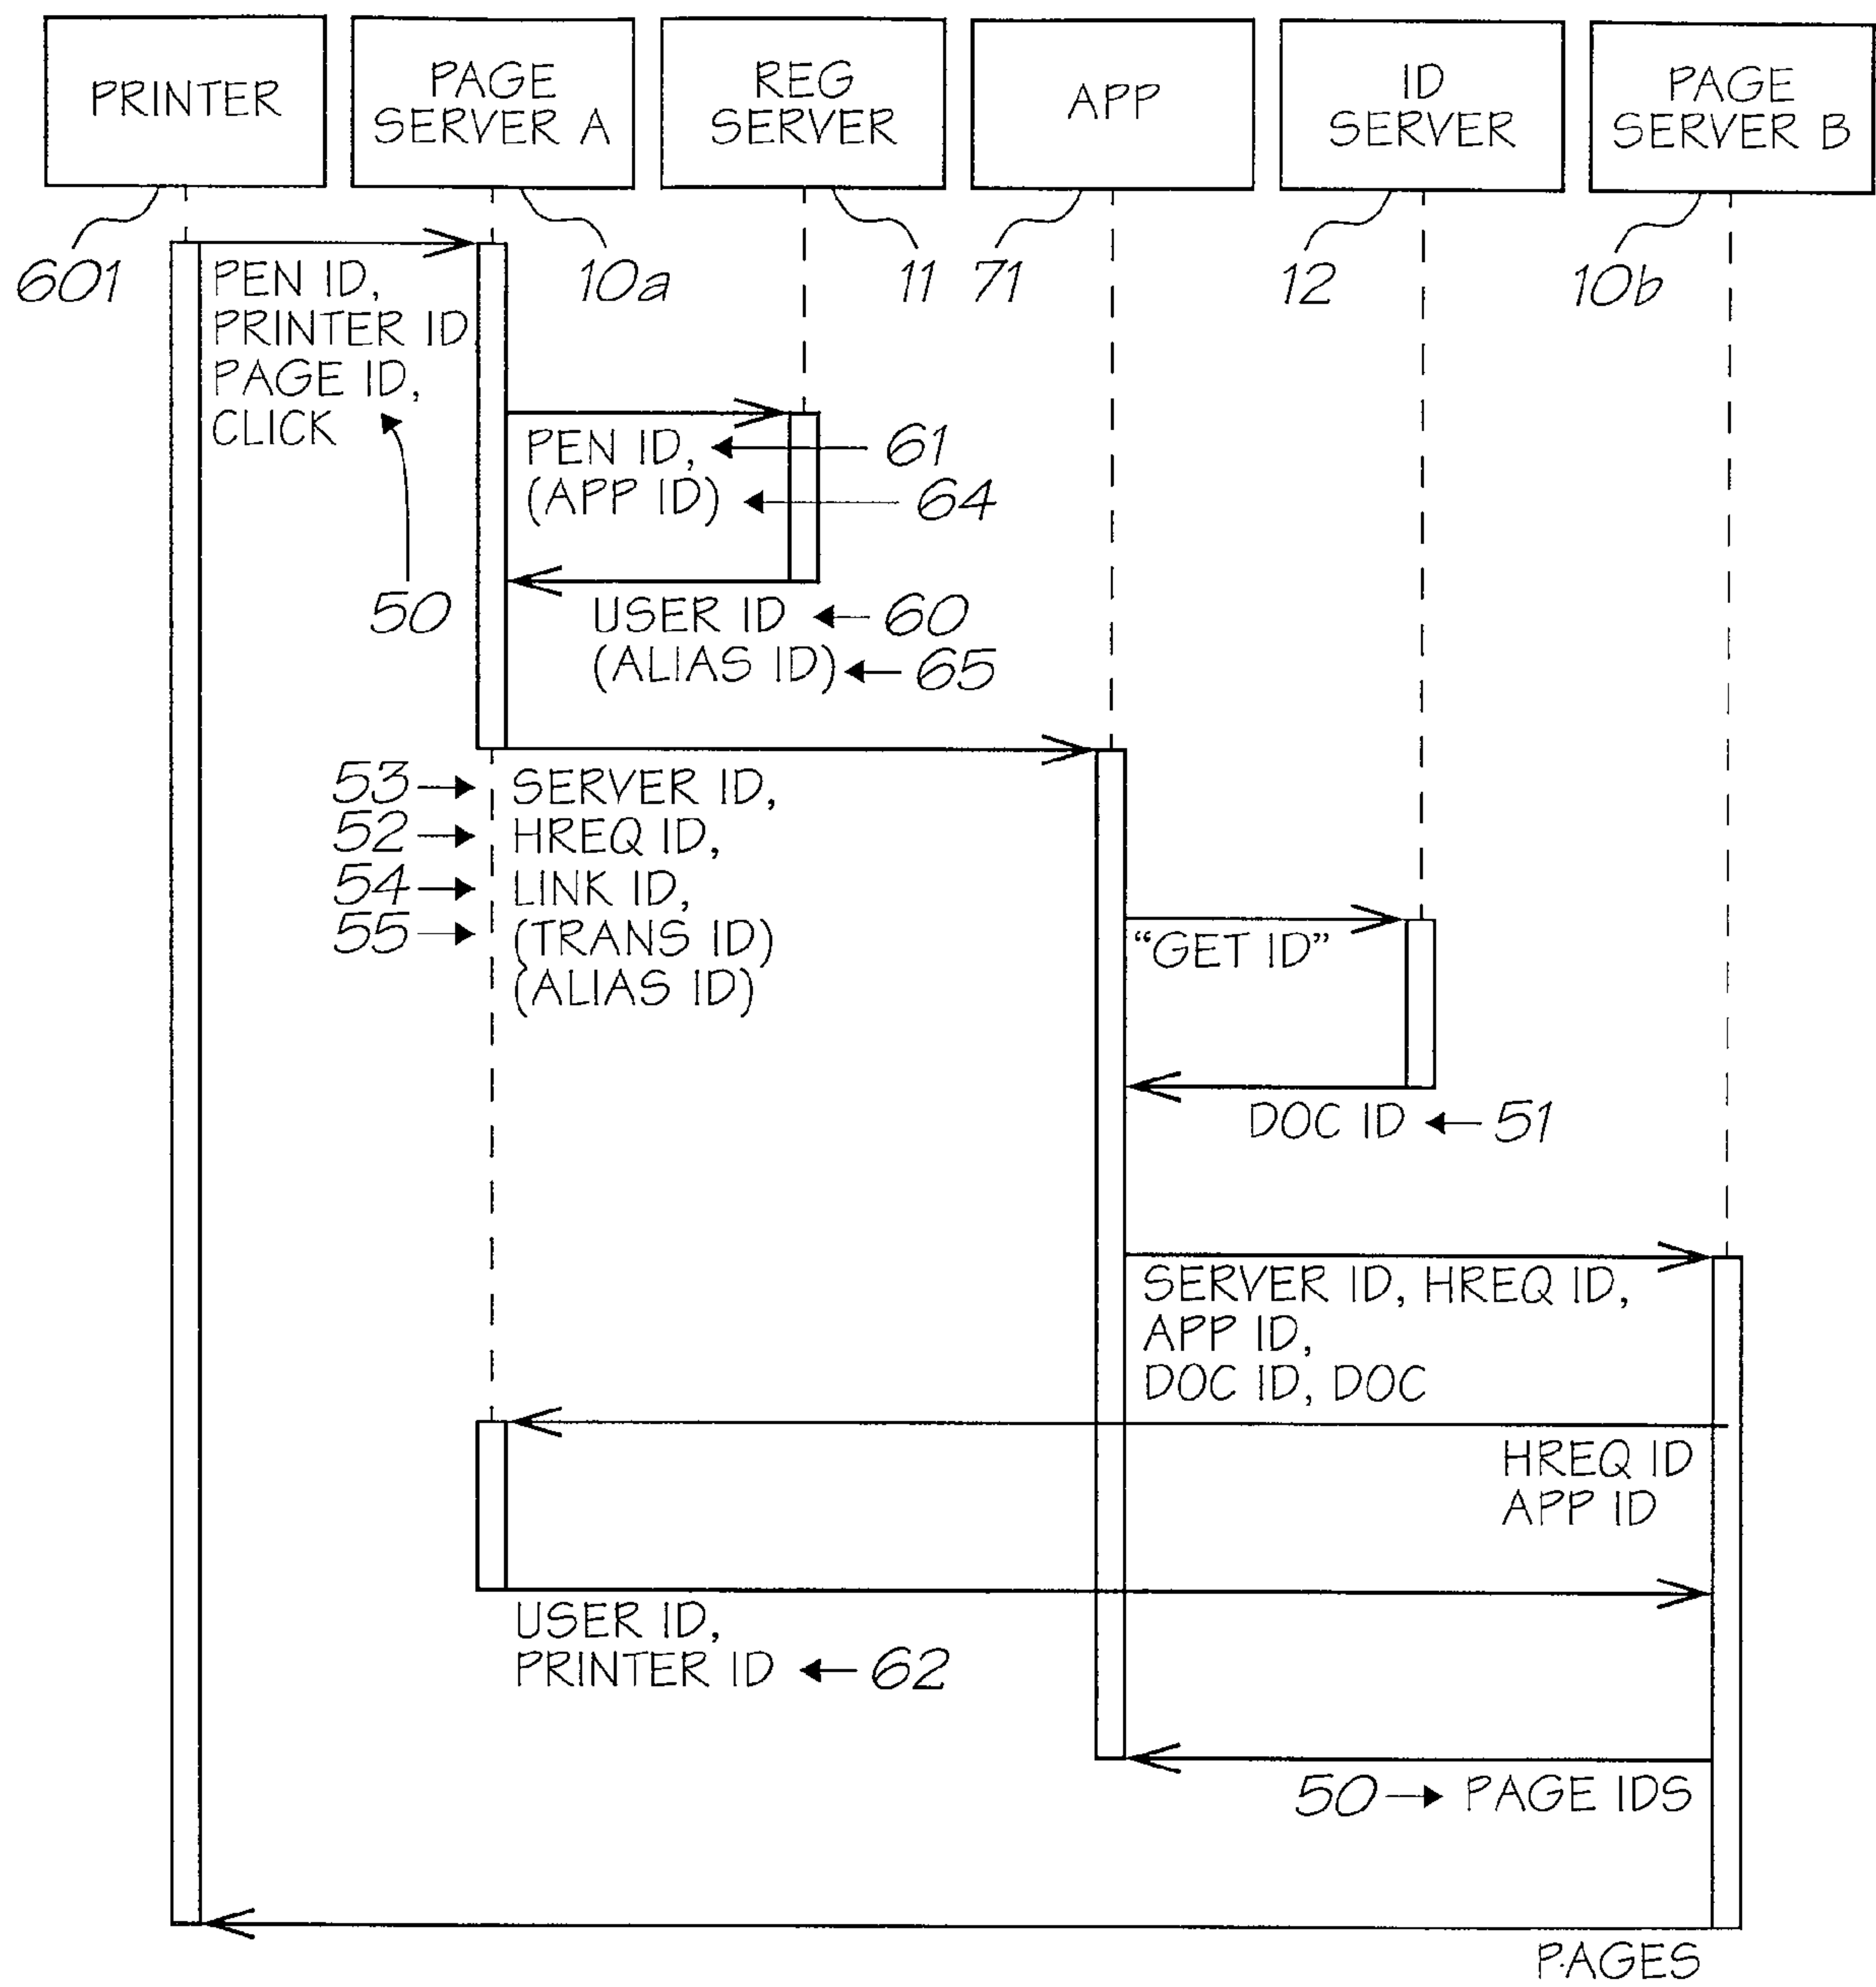 PRINTER
PAGE
SERVER A
REG
SERVER
APP
ID
SERVER
PAGE
SERVER B
601
10a
11
71
12
10b
PEN ID,
PRINTER ID
PAGE ID,
CLICK
50
PEN ID,
61
(APP ID)
64
USER ID
60
(ALIAS ID)
65
53
SERVER ID,
52
HREQ ID,
54
LINK ID,
55
(TRANS ID)
(ALIAS ID)
"GET ID"
DOC ID
51
SERVER ID, HREQ ID,
APP ID,
DOC ID, DOC
HREQ ID
APP ID
USER ID,
PRINTER ID
62
50
PAGE IDS
PAGES